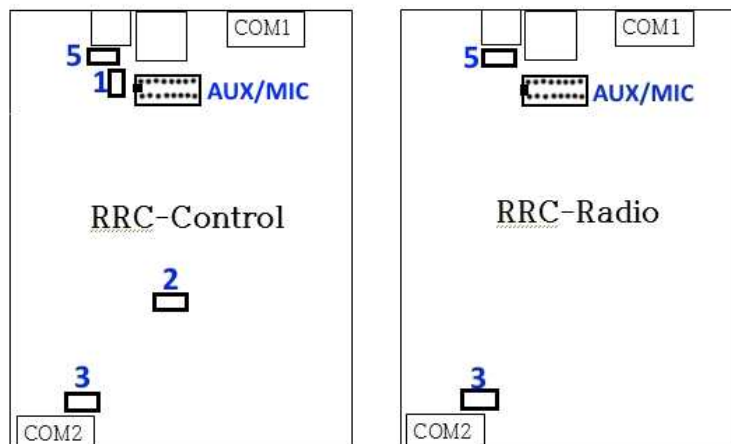 COM1
5
1
AUX/MIC
RRC-Control
2
3
COM2
COM1
5
AUX/MIC
RRC-Radio
3
COM2